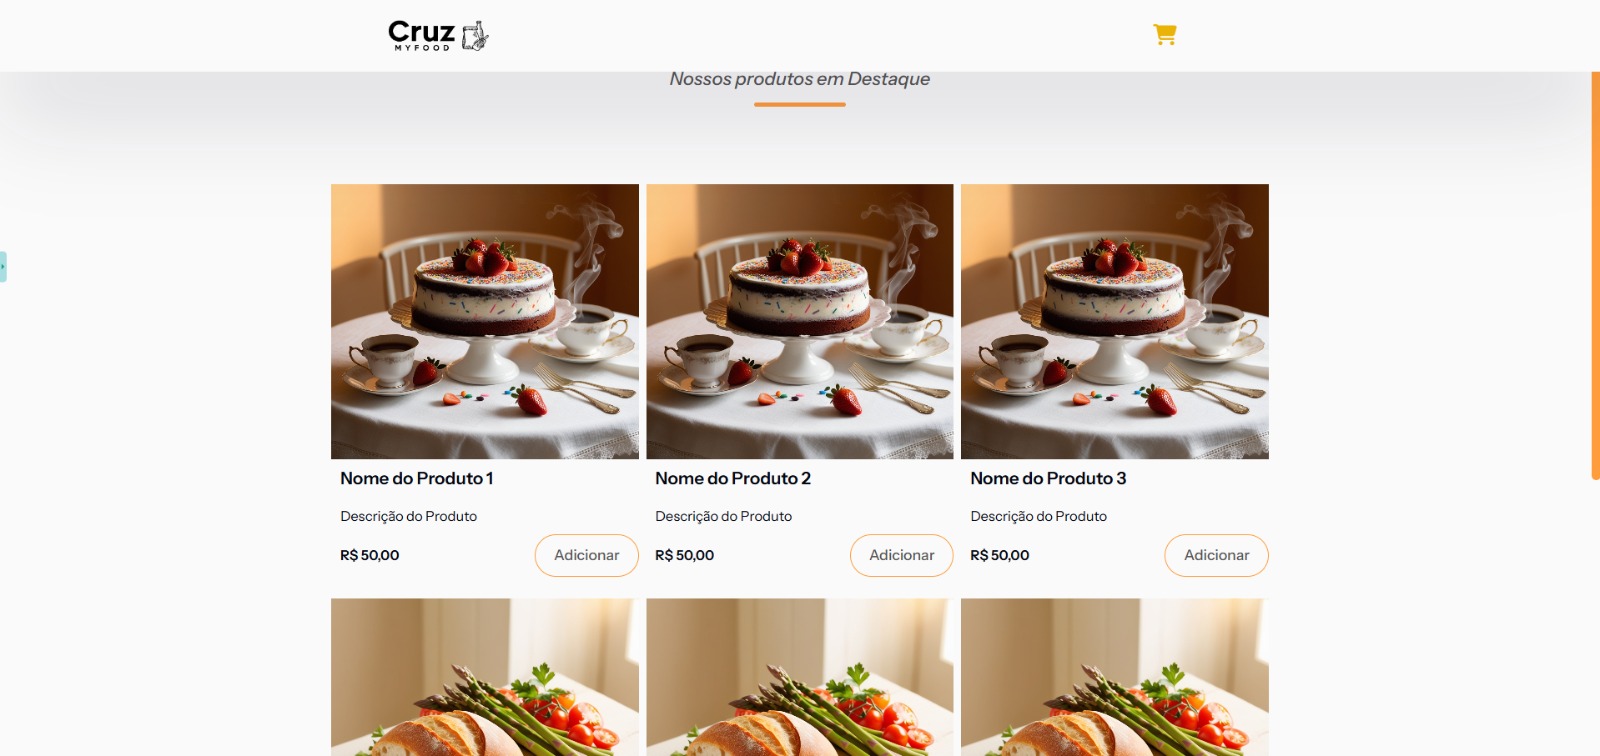 Cruz
MYFOOD
Nossos produtos em Destaque
Nome do Produto 1
Descrição do Produto
R$ 50,00
Adicionar
Nome do Produto 2
Descrição do Produto
R$ 50,00
Adicionar
Nome do Produto 3
Descrição do Produto
R$ 50,00
Adicionar